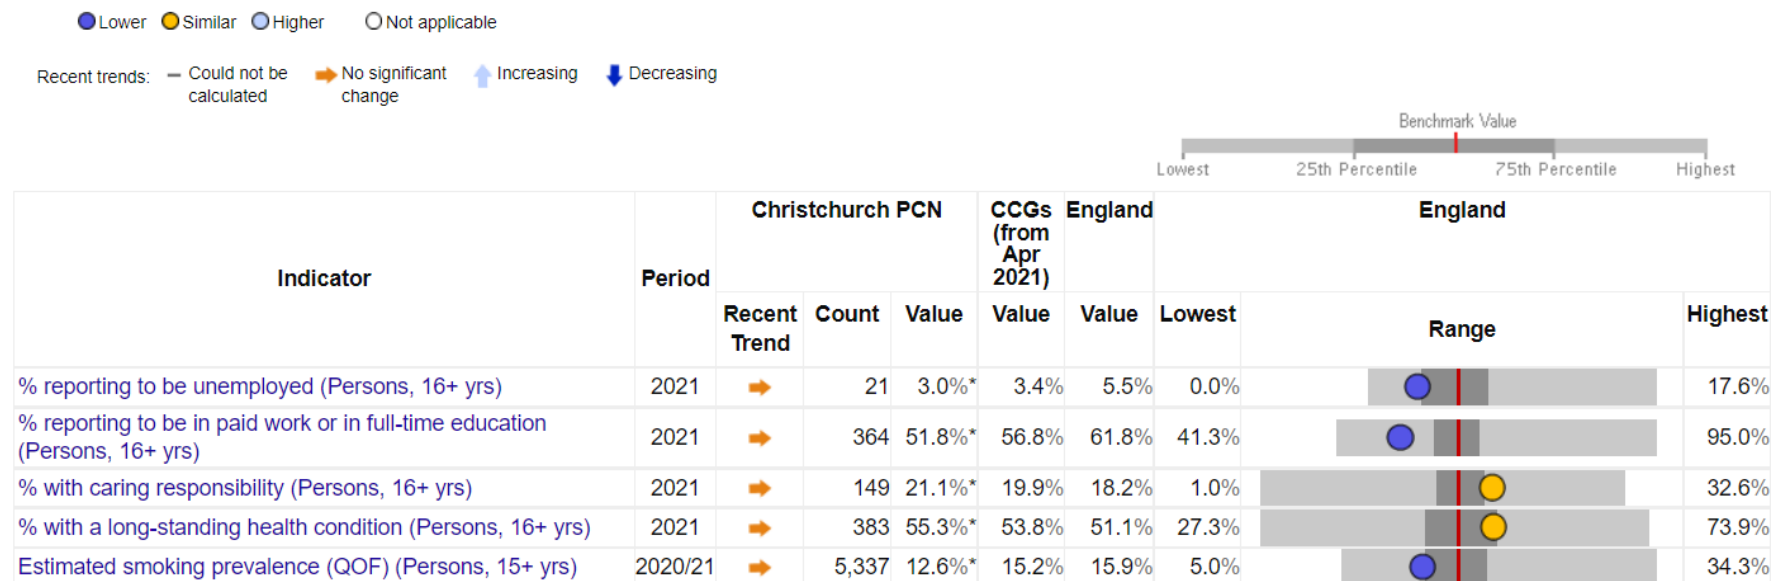 Lower Similar Higher Not applicable
Recent trends: Could not be calculated No significant change Increasing Decreasing
Benchmark Value
Lowest 25th Percentile 75th Percentile Highest
Indicator Period Christchurch PCN CCGs (from Apr 2021) England England
Recent Trend Count Value Value Value Lowest Range Highest
% reporting to be unemployed (Persons, 16+ yrs) 2021 21 3.0%* 3.4% 5.5% 0.0% 17.6%
% reporting to be in paid work or in full-time education (Persons, 16+ yrs) 2021 364 51.8%* 56.8% 61.8% 41.3% 95.0%
% with caring responsibility (Persons, 16+ yrs) 2021 149 21.1%* 19.9% 18.2% 1.0% 32.6%
% with a long-standing health condition (Persons, 16+ yrs) 2021 383 55.3%* 53.8% 51.1% 27.3% 73.9%
Estimated smoking prevalence (QOF) (Persons, 15+ yrs) 2020/21 5,337 12.6%* 15.2% 15.9% 5.0% 34.3%